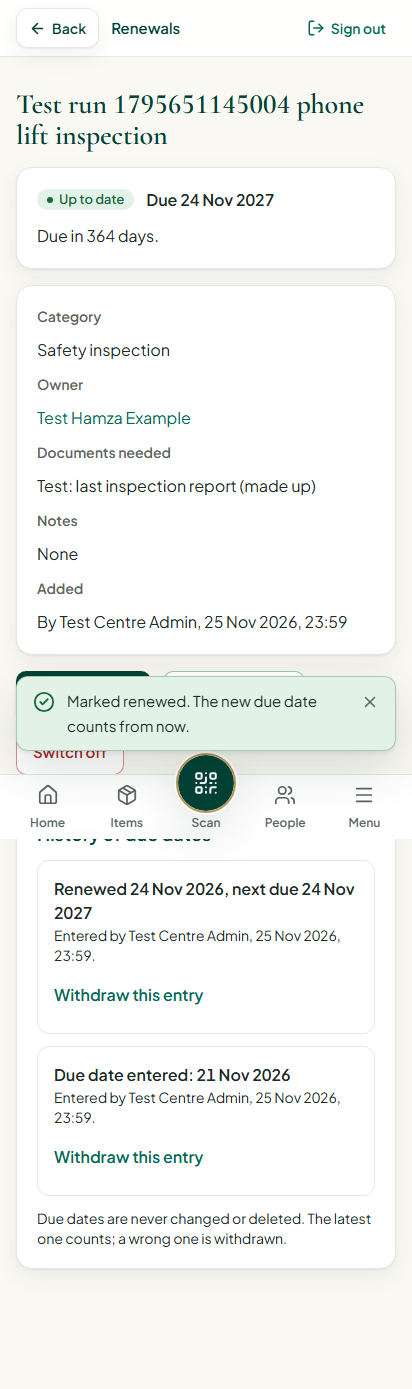 Back
Renewals
Sign out
Test run 1795651145004 phone
lift inspection
Up to date
Due 24 Nov 2027
Due in 364 days.
Category
Safety inspection
Owner
Test Hamza Example
Documents needed
Test: last inspection report (made up)
Notes
None
Added
By Test Centre Admin, 25 Nov 2026, 23:59
Marked renewed. The new due date
counts from now.
Switch off
Home
Items
Scan
People
Menu
History of due dates
Renewed 24 Nov 2026, next due 24 Nov
2027
Entered by Test Centre Admin, 25 Nov 2026,
23:59.
Withdraw this entry
Due date entered: 21 Nov 2026
Entered by Test Centre Admin, 25 Nov 2026,
23:59.
Withdraw this entry
Due dates are never changed or deleted. The latest
one counts; a wrong one is withdrawn.